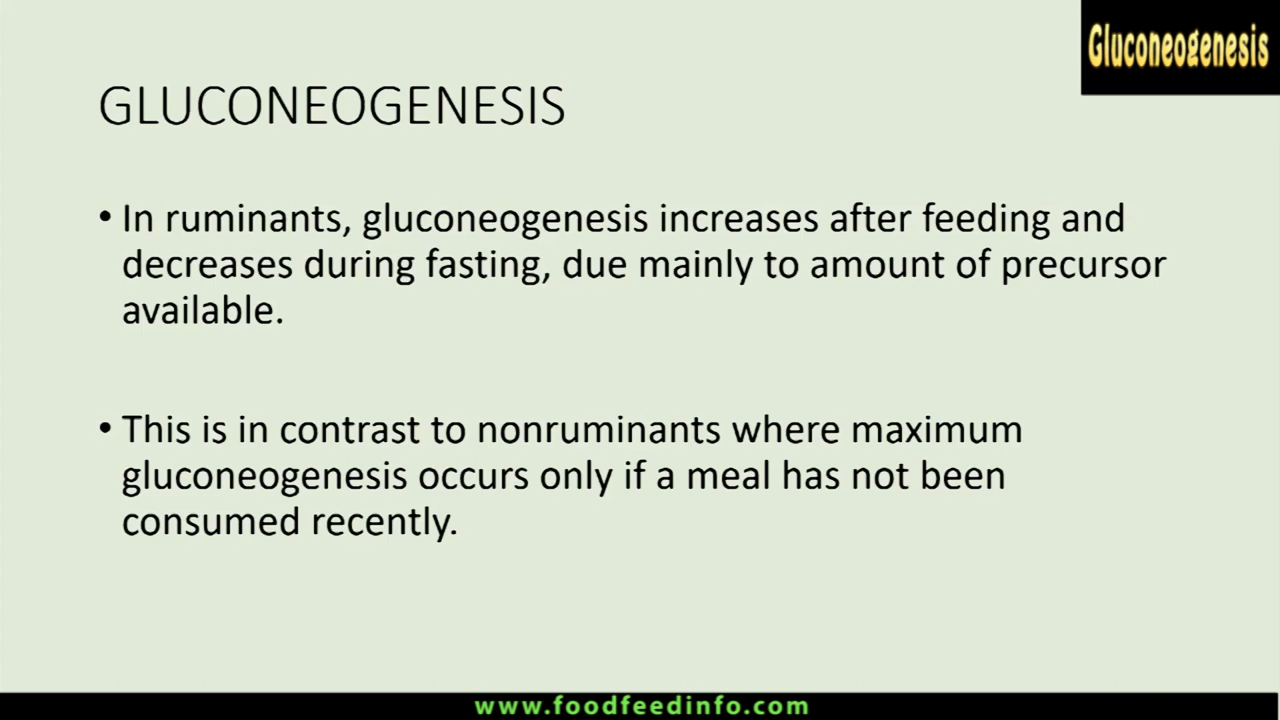 Gluconeogenesis
GLUCONEOGENESIS
• In ruminants, gluconeogenesis increases after feeding and
decreases during fasting, due mainly to amount of precursor
available.
• This is in contrast to nonruminants where maximum
gluconeogenesis occurs only if a meal has not been
consumed recently.
www.foodfeedinfo.com